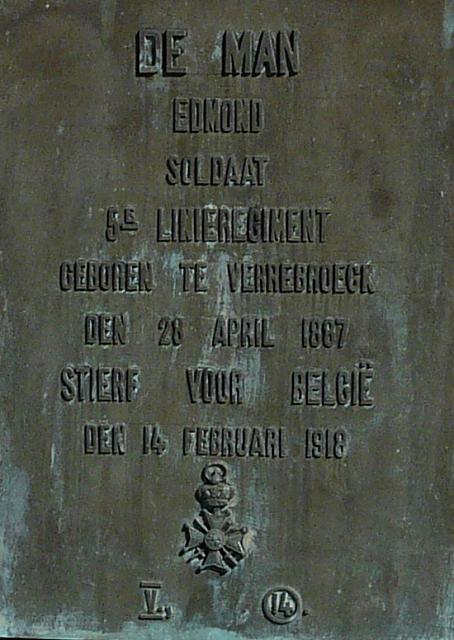 DE MAN
EDMOND
SOLDAAT
5E LINIEREGIMENT
GEBOREN TE VERREBROECK
DEN 28 APRIL 1887
STIERF VOOR BELGIË
DEN 14 FEBRUARI 1918
V, 14.